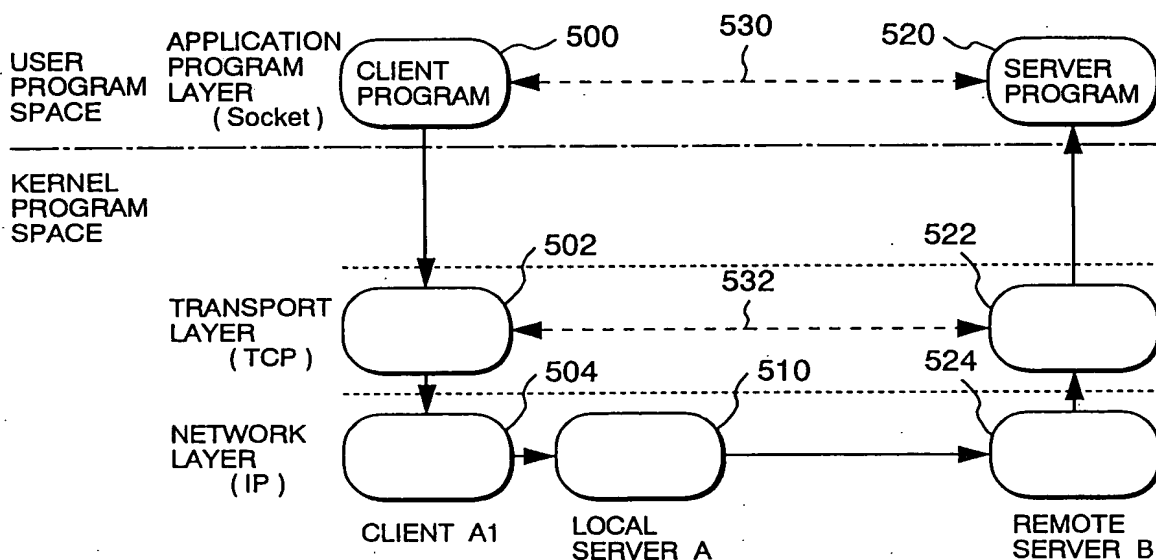 USER
PROGRAM
SPACE
APPLICATION
PROGRAM
LAYER
( Socket )
CLIENT
PROGRAM
500
530
520
SERVER
PROGRAM
KERNEL
PROGRAM
SPACE
502
532
522
TRANSPORT
LAYER
( TCP )
504
510
524
NETWORK
LAYER
( IP )
CLIENT A1
LOCAL
SERVER A
REMOTE
SERVER B